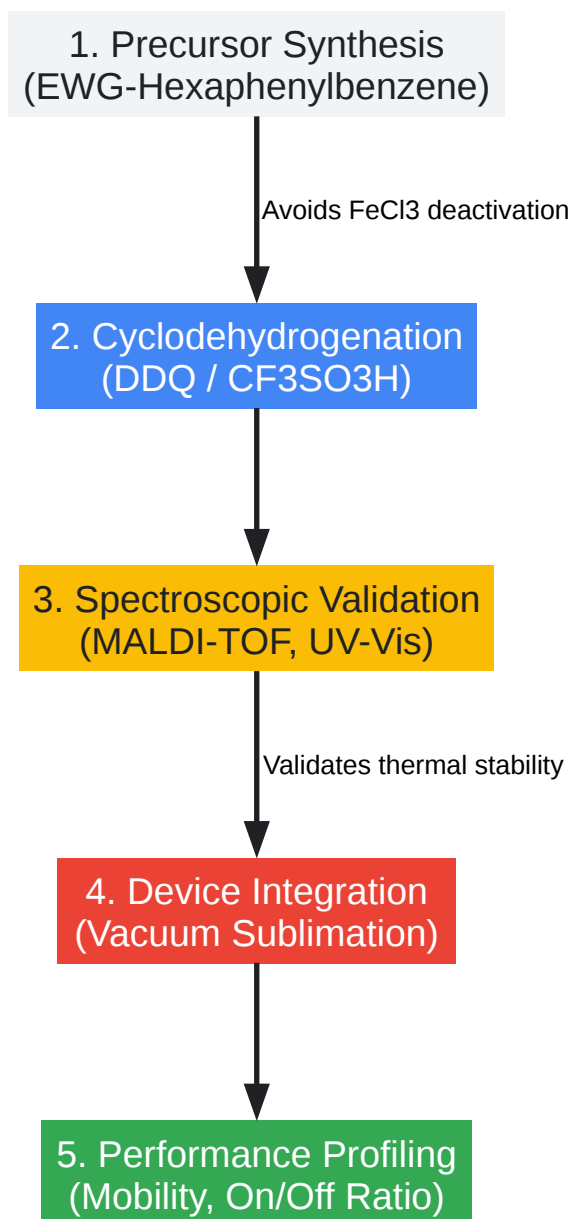 1. Precursor Synthesis
(EWG-Hexaphenylbenzene)
Avoids FeCl3 deactivation
2. Cyclodehydrogenation
(DDQ / CF3SO3H)
3. Spectroscopic Validation
(MALDI-TOF, UV-Vis)
Validates thermal stability
4. Device Integration
(Vacuum Sublimation)
5. Performance Profiling
(Mobility, On/Off Ratio)